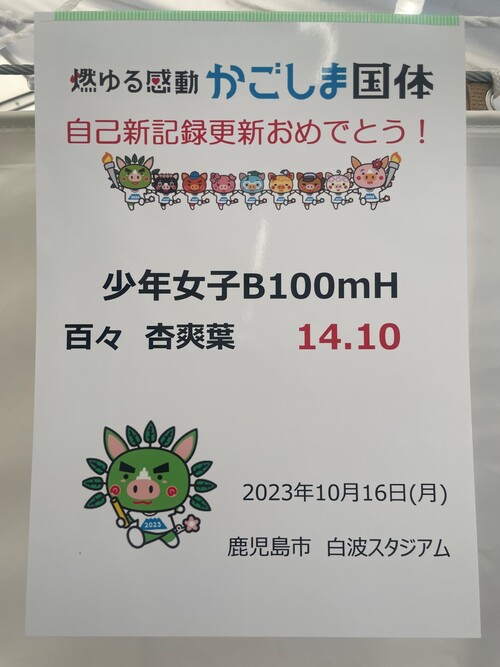 燃ゆる感動 かごしま国体
自己新記録更新おめでとう！
少年女子B100mH
百々 杏爽葉 14.10
2023
2023年10月16日(月)
鹿児島市 白波スタジアム